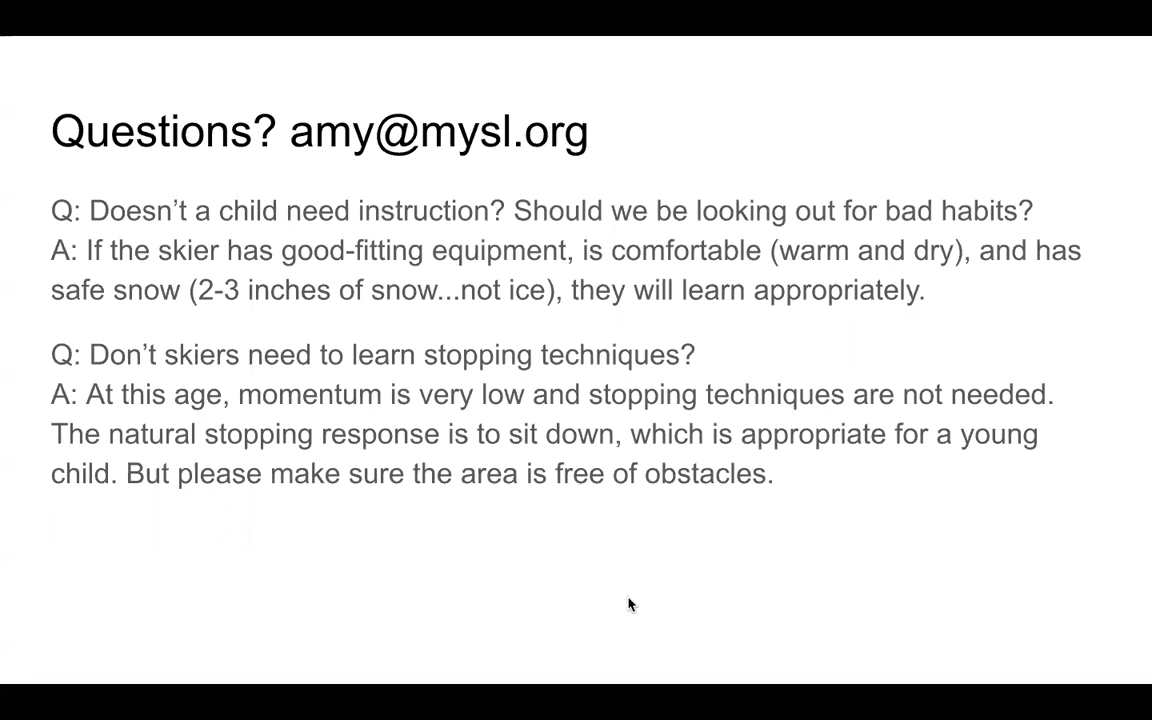 Questions? amy@mysl.org
Q: Doesn’t a child need instruction? Should we be looking out for bad habits?
A: If the skier has good-fitting equipment, is comfortable (warm and dry), and has
safe snow (2-3 inches of snow...not ice), they will learn appropriately.
Q: Don’t skiers need to learn stopping techniques?
A: At this age, momentum is very low and stopping techniques are not needed.
The natural stopping response is to sit down, which is appropriate for a young
child. But please make sure the area is free of obstacles.